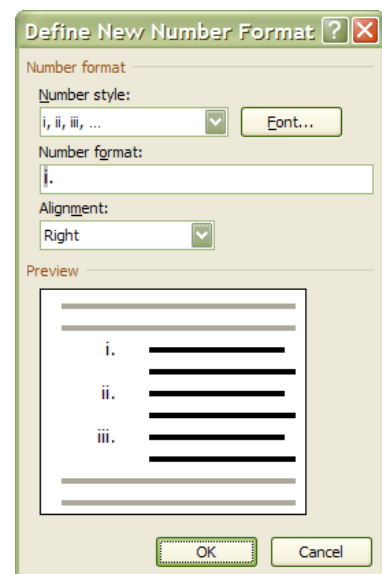 Define New Number Format
Number format
Number style:
i, ii, iii, ...
Font...
Number format:
i.
Alignment:
Right
Preview
i.
ii.
iii.
OK Cancel